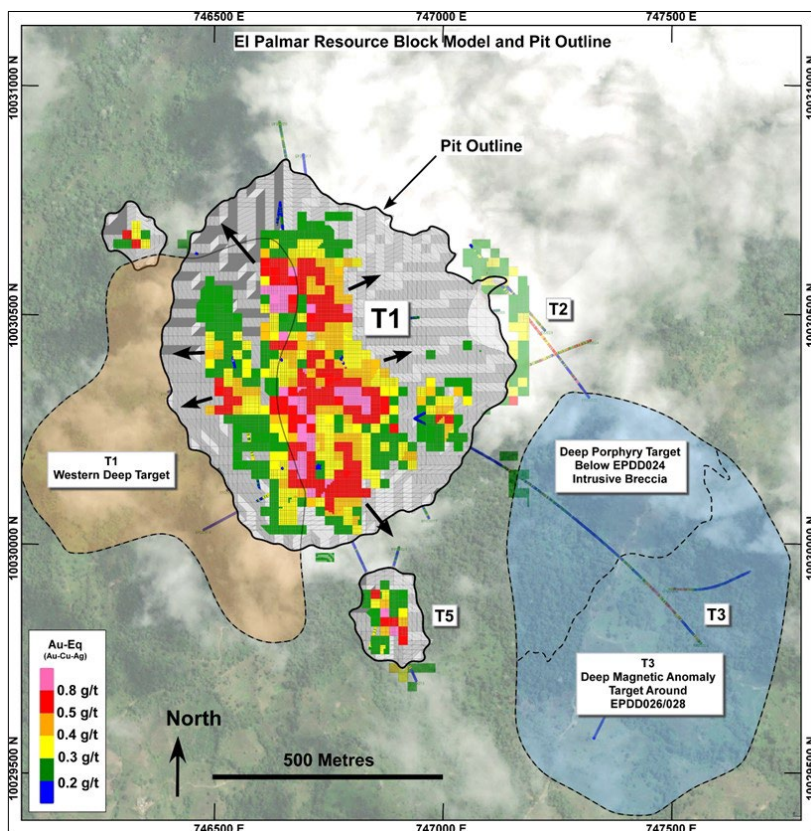 746500 E
747000 E
747500 E
El Palmar Resource Block Model and Pit Outline
10031000 N
10031000 N
Pit Outline
10030500 N
10030500 N
T1
T2
T1
Western Deep Target
Deep Porphyry Target
Below EPDD024
Intrusive Breccia
10030000 N
10030000 N
T5
T3
T3
Deep Magnetic Anomaly
Target Around
EPDD026/028
Au-Eq
(Au-Cu-Ag)
0.8 g/t
0.5 g/t
0.4 g/t
0.3 g/t
0.2 g/t
North
500 Metres
10029500 N
10029500 N
746500 E
747000 E
747500 E